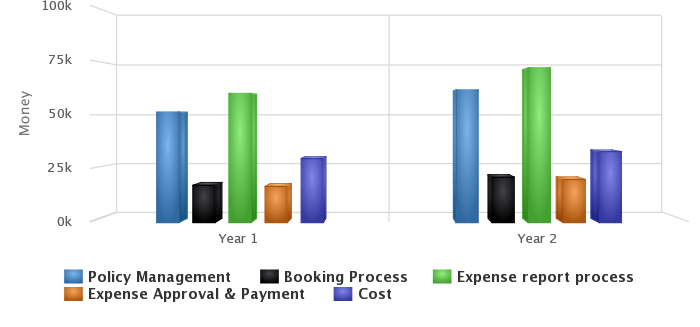 100k
75k
50k
25k
0k
Money
Year 1 Year 2
Policy Management Booking Process Expense report process
Expense Approval & Payment Cost